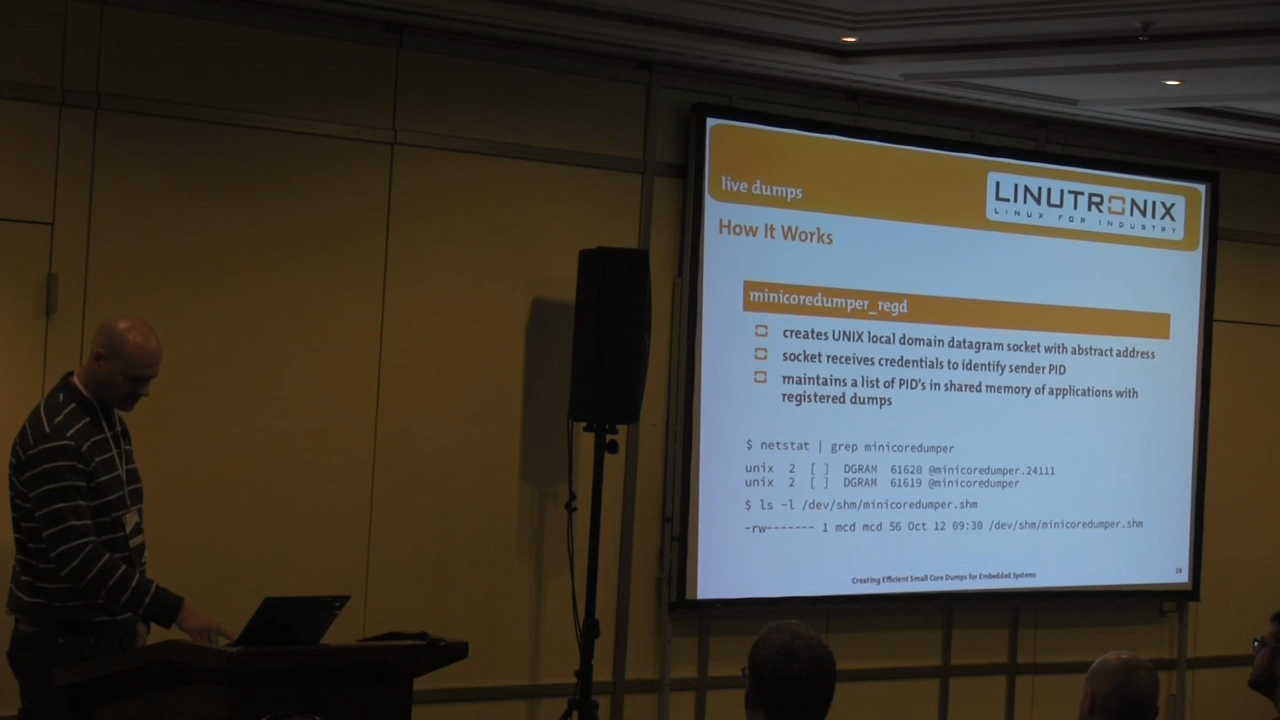 live dumps
LINUTRONIX
LINUX FOR INDUSTRY
How It Works
minicoredumper_regd
creates UNIX local domain datagram socket with abstract address
socket receives credentials to identify sender PID
maintains a list of PID's in shared memory of applications with
registered dumps
$ netstat | grep minicoredumper
unix 2 [ ] DGRAM 61620 @minicoredumper.24111
unix 2 [ ] DGRAM 61619 @minicoredumper
$ ls -l /dev/shm/minicoredumper.shm
-rw------- 1 mcd mcd 56 Oct 12 09:30 /dev/shm/minicoredumper.shm
Creating Efficient Small Core Dumps for Embedded Systems
28